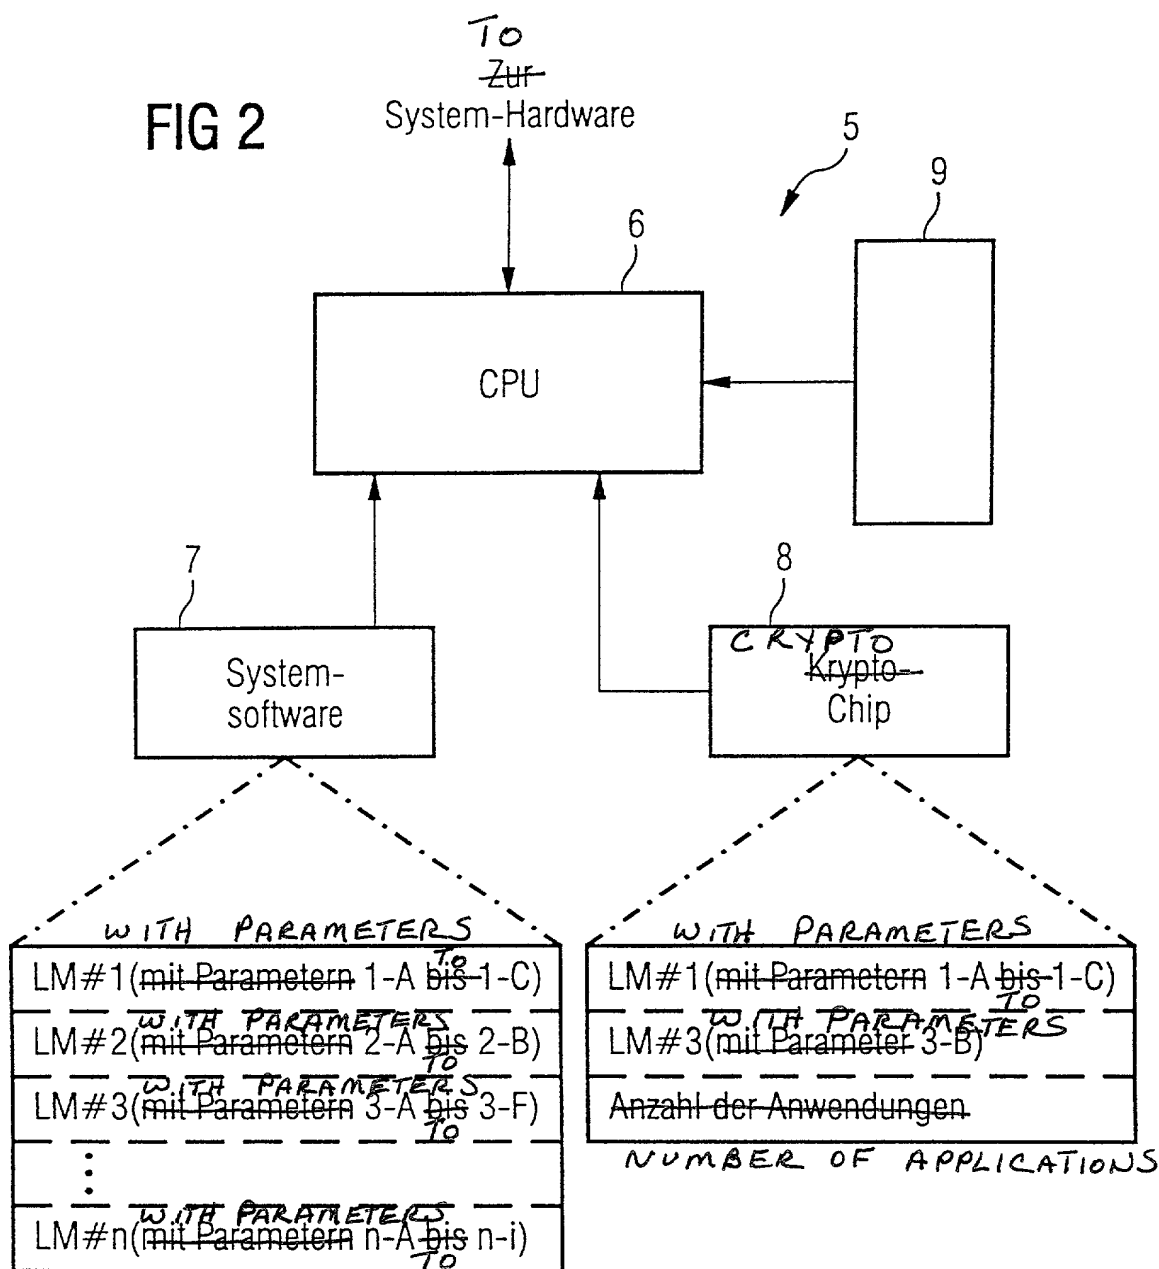 TO
Zur
System-Hardware
FIG 2
5
9
6
CPU
7
8
System-
software
CRYPTO
Krypto-
Chip
WITH PARAMETERS
LM#1(mit Parametern 1-A bis 1-C)
TO
WITH PARAMETERS
LM#2(mit Parametern 2-A bis 2-B)
TO
WITH PARAMETERS
LM#3(mit Parametern 3-A bis 3-F)
TO
WITH PARAMETERS
LM#n(mit Parametern n-A bis n-i)
TO
WITH PARAMETERS
LM#1(mit Parametern 1-A bis 1-C)
TO
WITH PARAMETERS
LM#3(mit Parameter 3-B)
Anzahl der Anwendungen
NUMBER OF APPLICATIONS